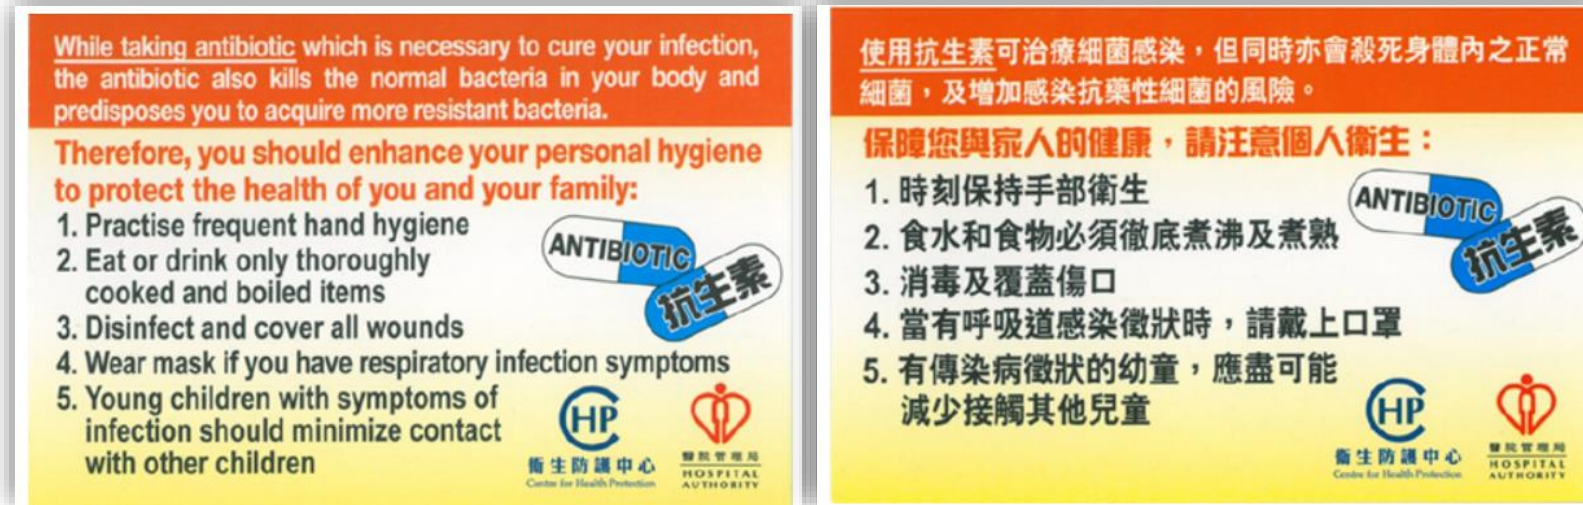 While taking antibiotic which is necessary to cure your infection,
the antibiotic also kills the normal bacteria in your body and
predisposes you to acquire more resistant bacteria.
Therefore, you should enhance your personal hygiene
to protect the health of you and your family:
1. Practise frequent hand hygiene
2. Eat or drink only thoroughly
cooked and boiled items
3. Disinfect and cover all wounds
4. Wear mask if you have respiratory infection symptoms
5. Young children with symptoms of
infection should minimize contact
with other children
ANTIBIOTIC
抗生素
CHP
衞生防護中心
Centre for Health Protection
醫院管理局
HOSPITAL
AUTHORITY
使用抗生素可治療細菌感染，但同時亦會殺死身體內之正常
細菌，及增加感染抗藥性細菌的風險。
保障您與家人的健康，請注意個人衞生：
1. 時刻保持手部衞生
2. 食水和食物必須徹底煮沸及煮熟
3. 消毒及覆蓋傷口
4. 當有呼吸道感染徵狀時，請戴上口罩
5. 有傳染病徵狀的幼童，應盡可能
減少接觸其他兒童
ANTIBIOTIC
抗生素
CHP
衞生防護中心
Centre for Health Protection
醫院管理局
HOSPITAL
AUTHORITY